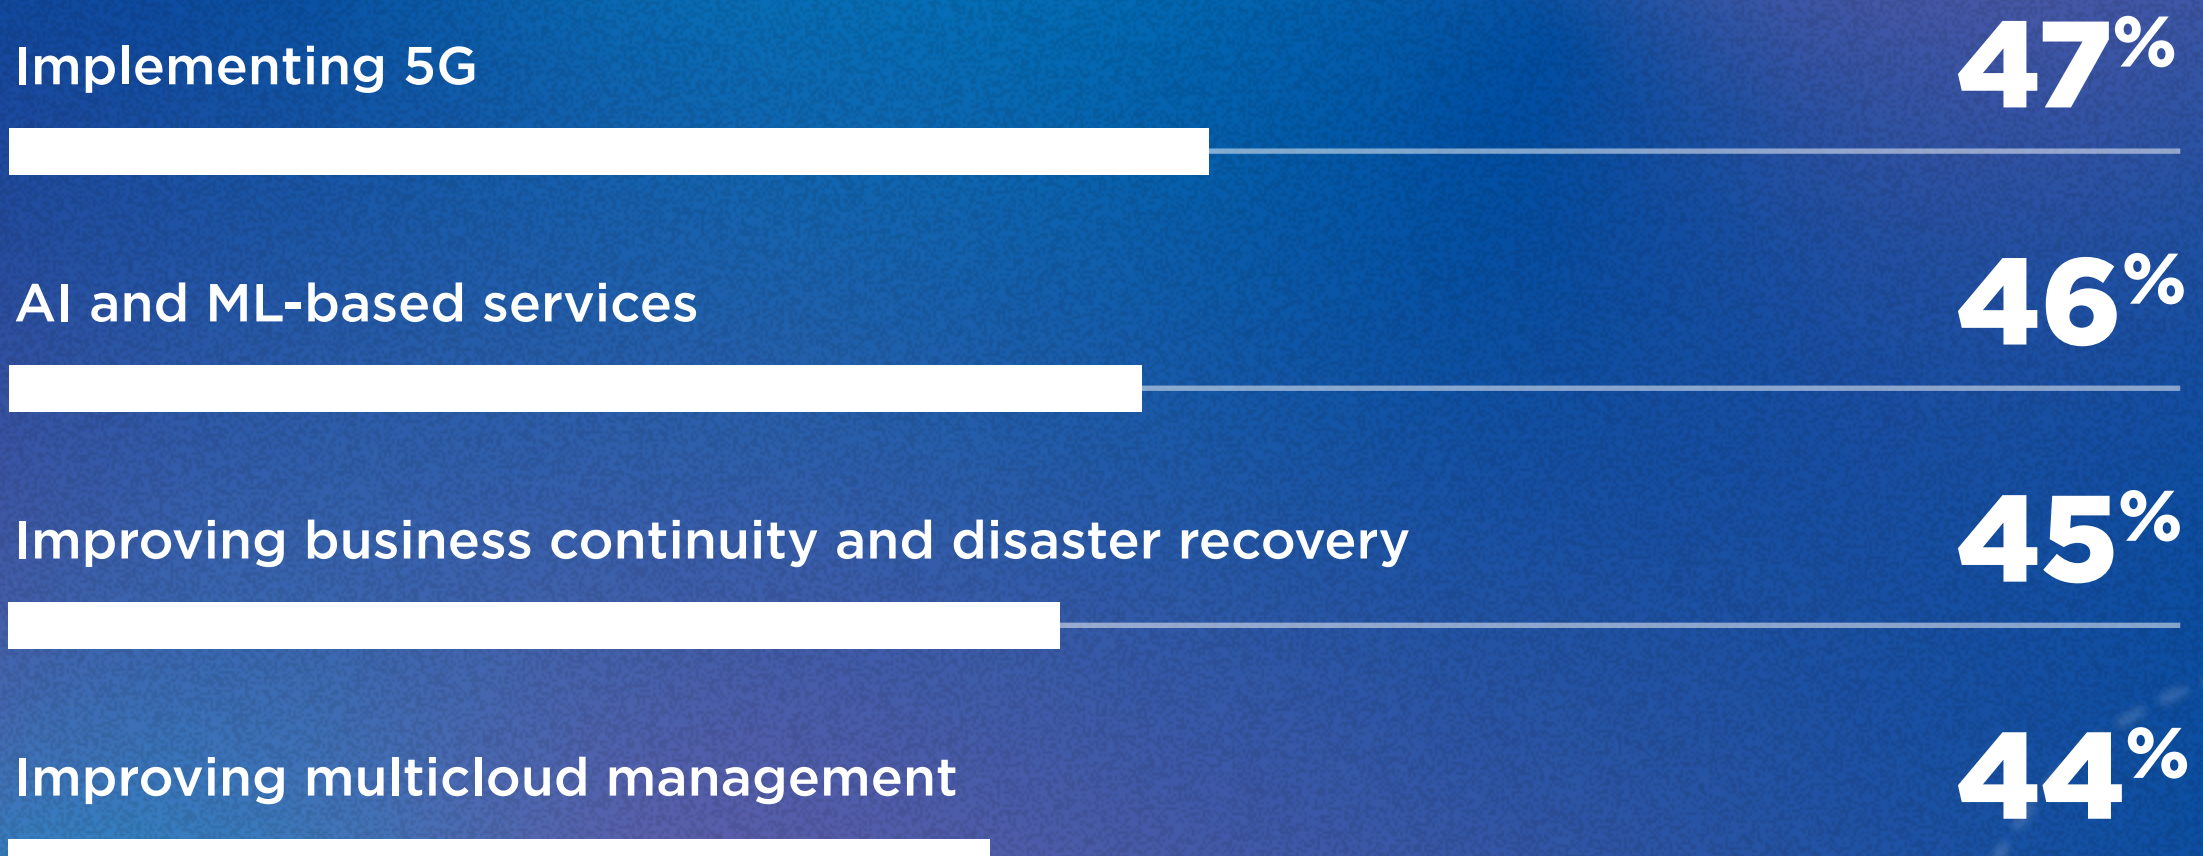 Implementing 5G
47%
AI and ML-based services
46%
Improving business continuity and disaster recovery
45%
Improving multicloud management
44%